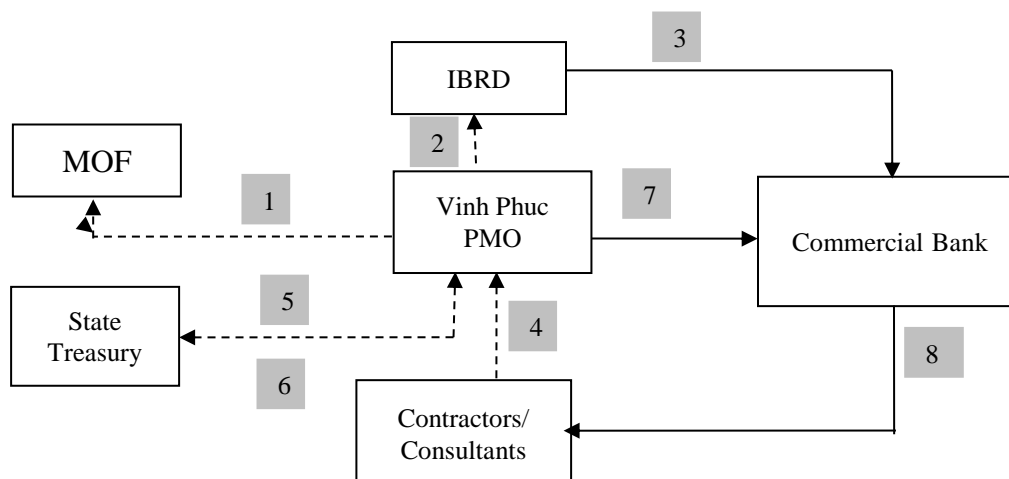 3
IBRD
2
MOF
1
Vinh Phuc
PMO
7
Commercial Bank
5
State
Treasury
6
4
8
Contractors/
Consultants